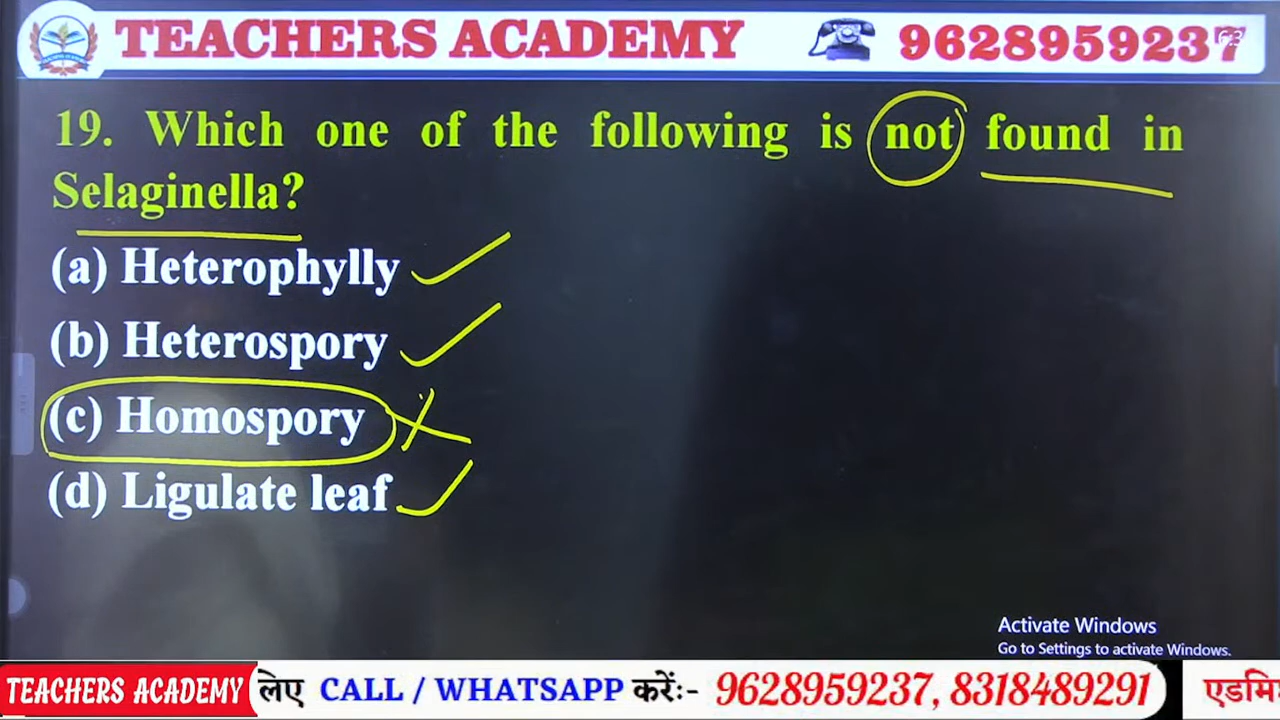 TEACHERS ACADEMY 9628959237
19. Which one of the following is not found in
Selaginella?
(a) Heterophylly
(b) Heterospory
(c) Homospory
(d) Ligulate leaf
Activate Windows
Go to Settings to activate Windows.
TEACHERS ACADEMY लिए CALL / WHATSAPP करें:- 9628959237, 8318489291